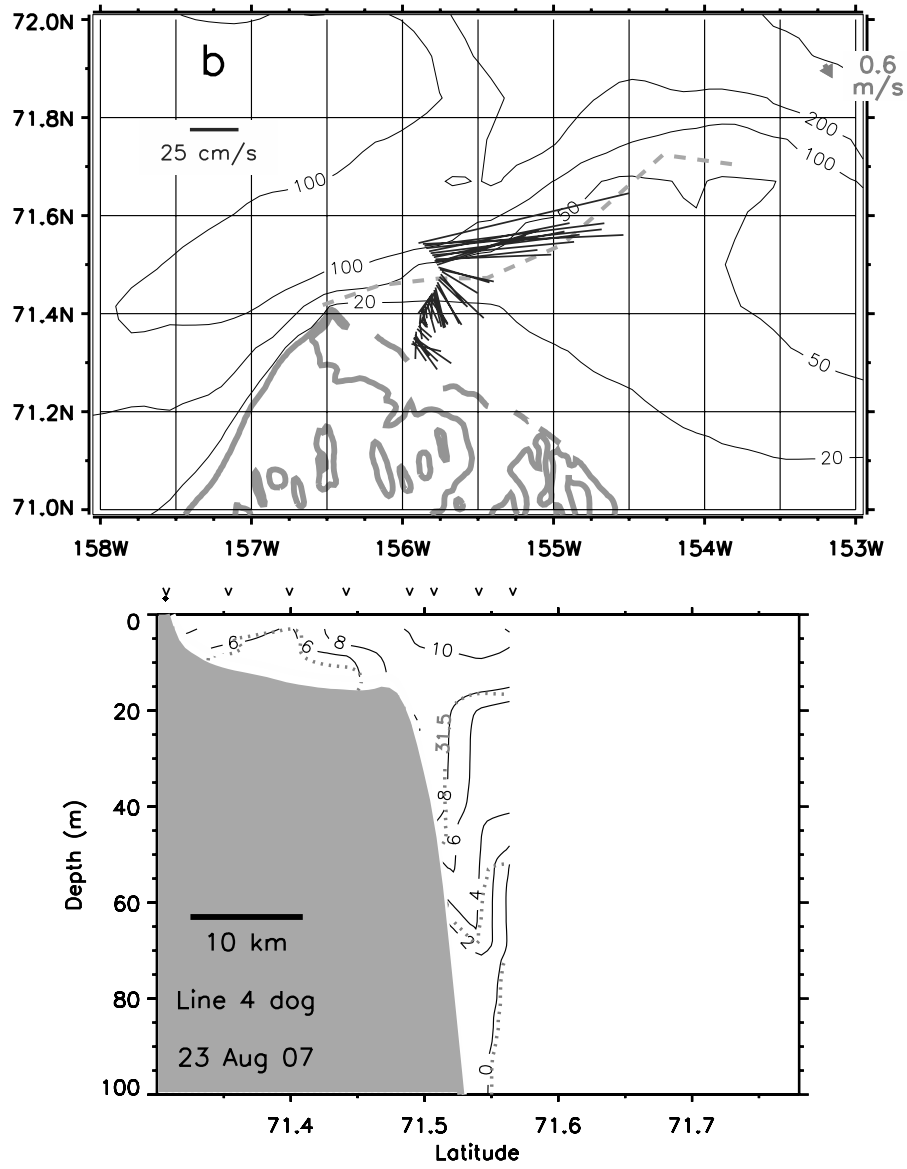 72.0N
b
0.6
m/s
71.8N
200
25 cm/s
100
100
71.6N
50
100
20
71.4N
50
71.2N
20
71.0N
158W 157W 156W 155W 154W 153W
v v v v v v v v
0
6 6 8 10
20
31.5
8
40
6
Depth (m)
60
4
2
10 km
80
Line 4 dog
23 Aug 07
0
100
71.4 71.5 71.6 71.7
Latitude